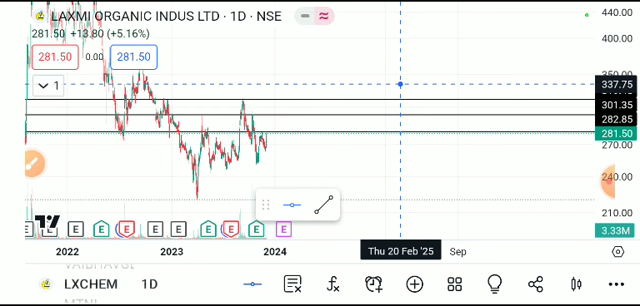 LAXMI ORGANIC INDUS LTD · 1D · NSE
281.50 +13.80 (+5.16%)
281.50 0.00 281.50
1
440.00
400.00
350.00
337.75
301.35
282.85
281.50
270.00
240.00
210.00
3.33M
E E E E E E E E E E
2022 2023 2024 Thu 20 Feb '25 Sep
LXCHEM 1D